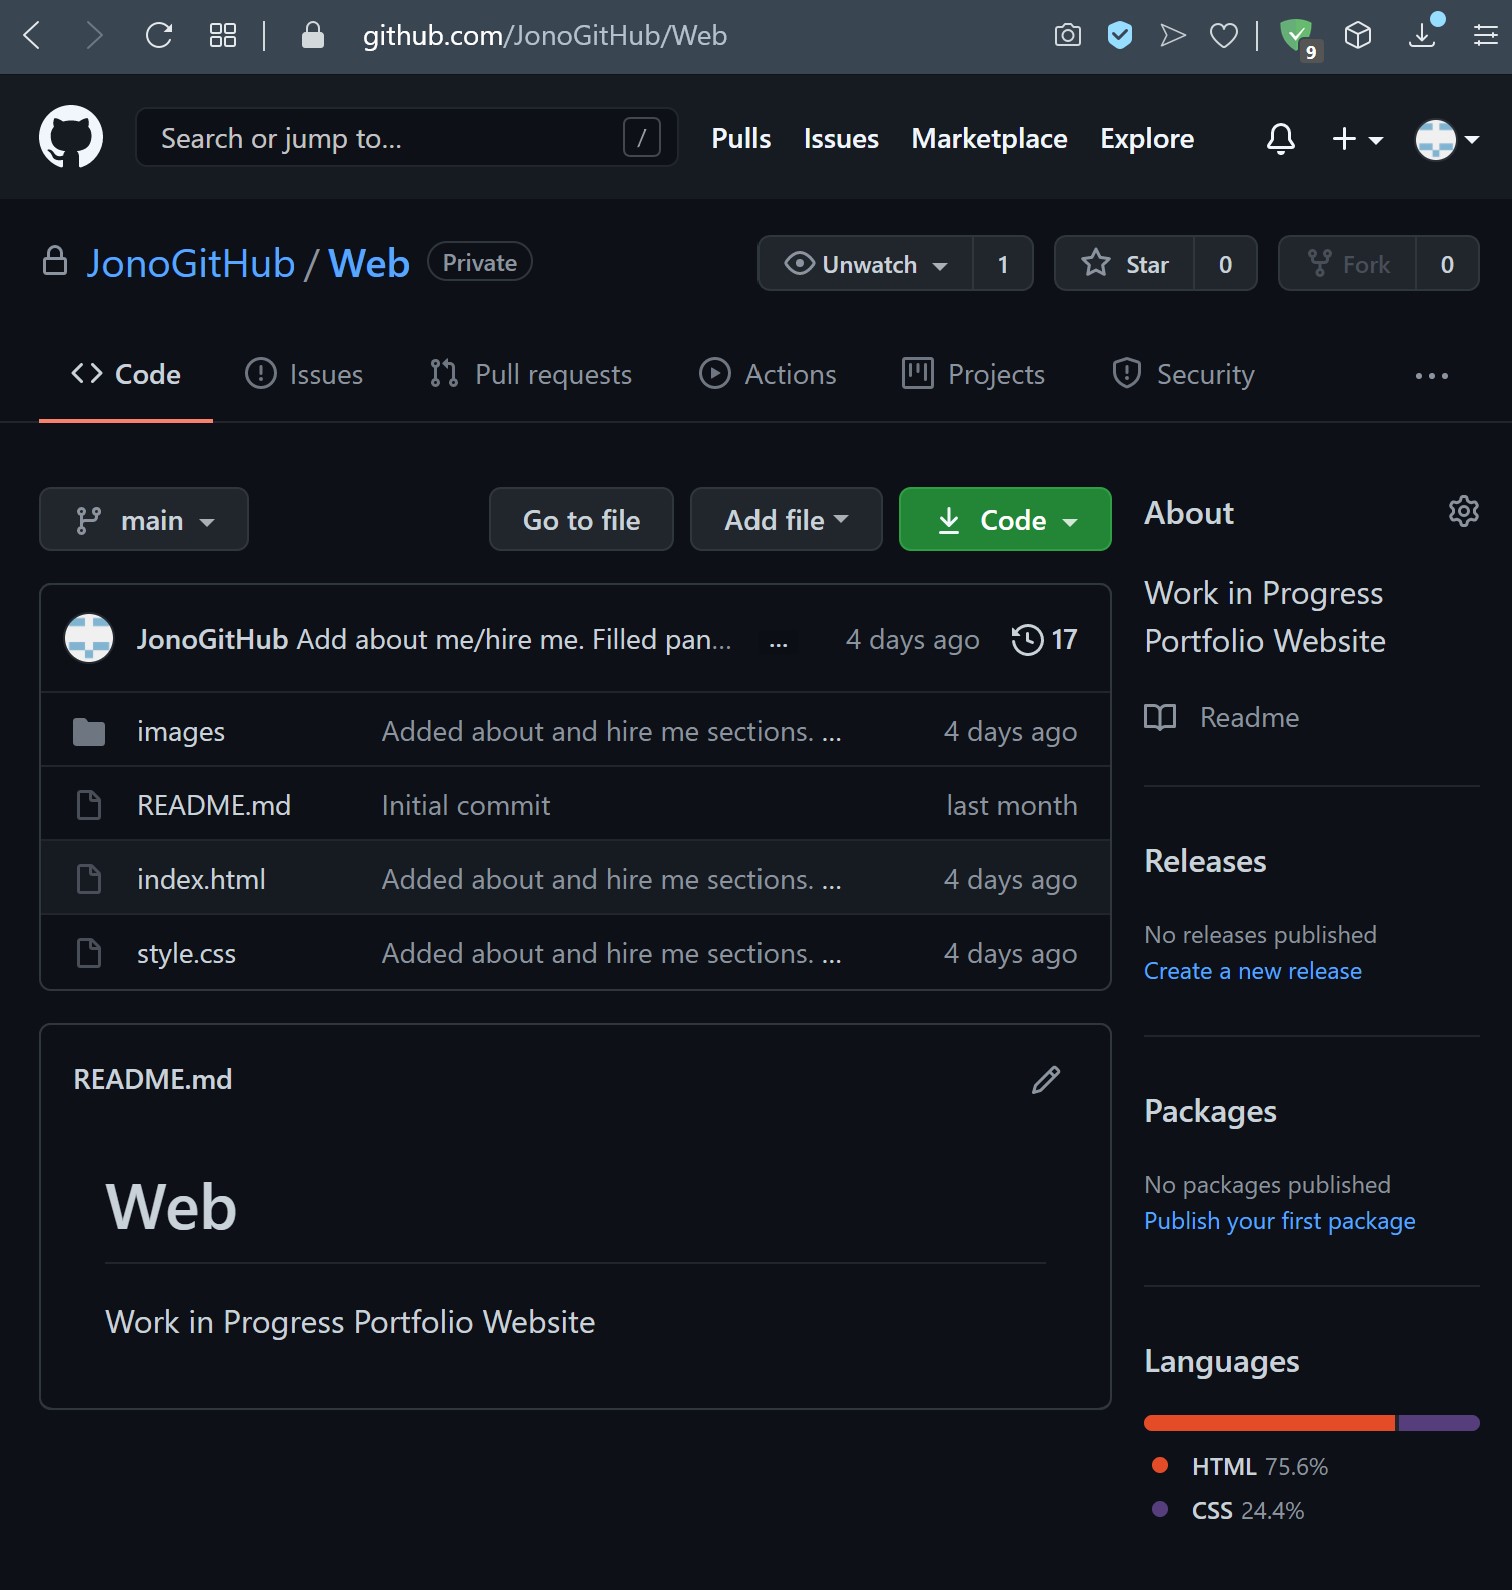 github.com/JonoGitHub/Web
9
Search or jump to...
/
Pulls
Issues
Marketplace
Explore
JonoGitHub / Web
Private
Unwatch
1
Star
0
Fork
0
Code
Issues
Pull requests
Actions
Projects
Security
main
Go to file
Add file
Code
JonoGitHub Add about me/hire me. Filled pan...
...
4 days ago
17
images
Added about and hire me sections. ...
4 days ago
README.md
Initial commit
last month
index.html
Added about and hire me sections. ...
4 days ago
style.css
Added about and hire me sections. ...
4 days ago
README.md
Web
Work in Progress Portfolio Website
About
Work in Progress
Portfolio Website
Readme
Releases
No releases published
Create a new release
Packages
No packages published
Publish your first package
Languages
HTML 75.6%
CSS 24.4%